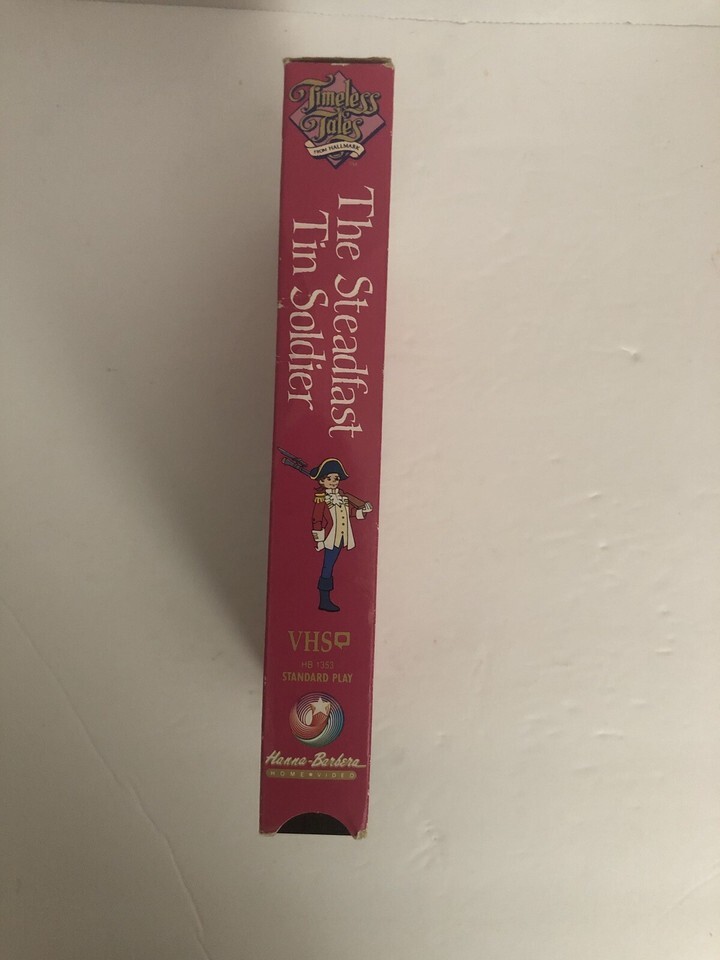 Timeless
Tales
FROM HALLMARK
The Steadfast
Tin Soldier
VHS
HB 1353
STANDARD PLAY
Hanna-Barbera
HOME★VIDEO